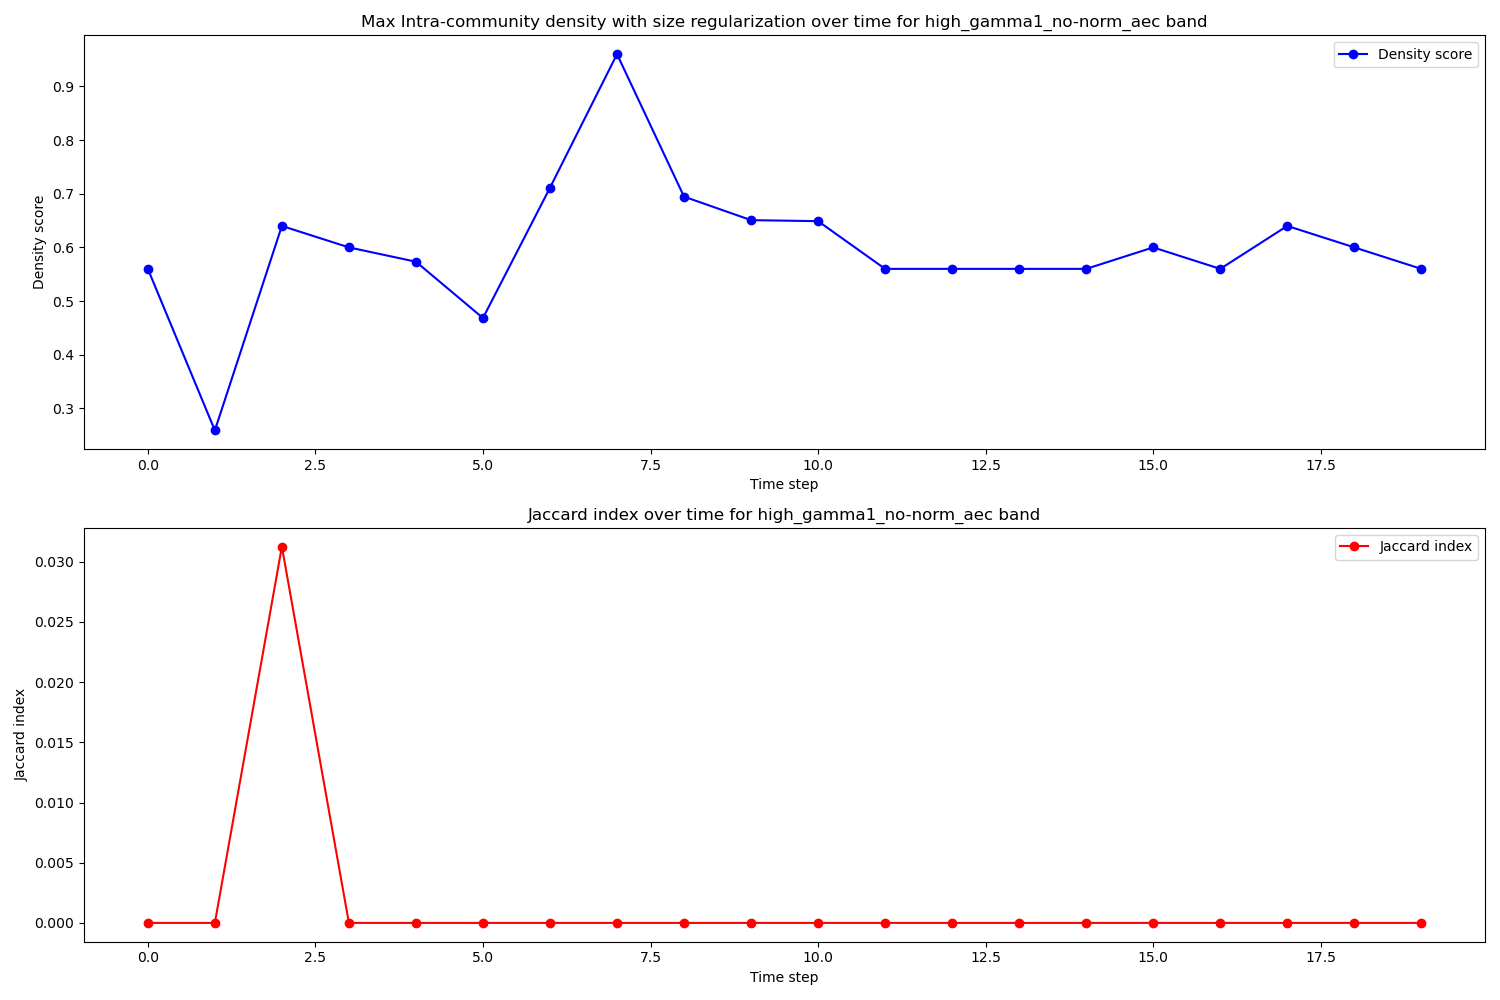 Max Intra-community density with size regularization over time for high_gamma1_no-norm_aec band
Density score
Density score
0.9
0.8
0.7
0.6
0.5
0.4
0.3
0.0 2.5 5.0 7.5 10.0 12.5 15.0 17.5
Time step
Jaccard index over time for high_gamma1_no-norm_aec band
Jaccard index
Jaccard index
0.030
0.025
0.020
0.015
0.010
0.005
0.000
0.0 2.5 5.0 7.5 10.0 12.5 15.0 17.5
Time step